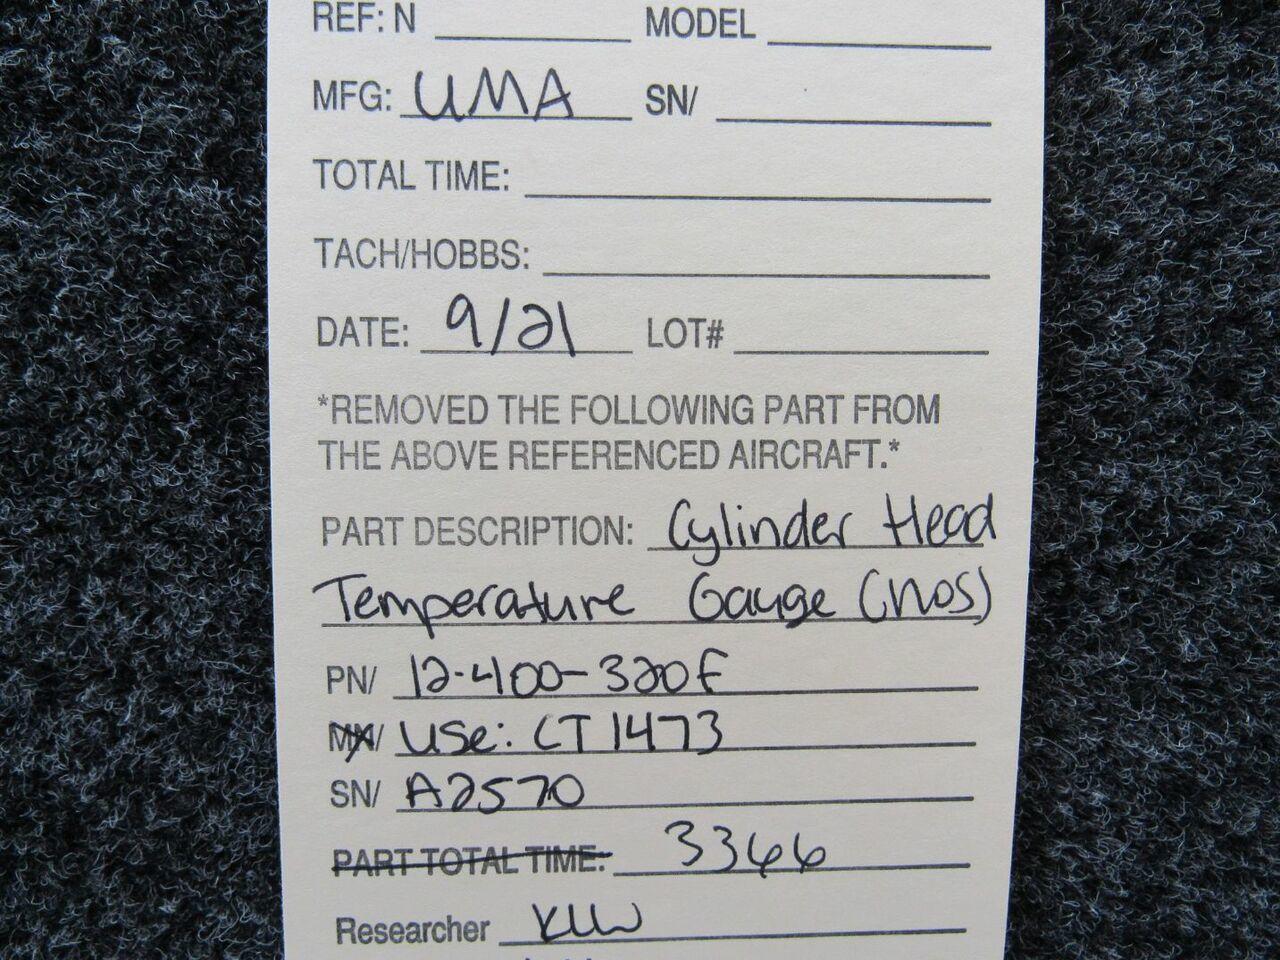 REF: N MODEL
MFG: UMA SN/
TOTAL TIME:
TACH/HOBBS:
DATE: 9/21 LOT#
*REMOVED THE FOLLOWING PART FROM
THE ABOVE REFERENCED AIRCRAFT.*
PART DESCRIPTION: Cylinder Head
Temperature Gauge (NOS)
PN/ 12-400-320F
MN/ USE: CT1473
SN/ A2570
PART TOTAL TIME: 3366
Researcher KLW